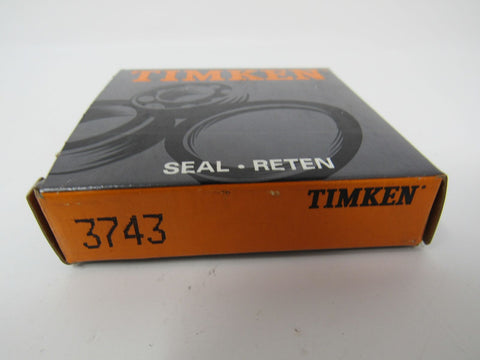 TIMKEN
SEAL • RETEN
TIMKEN®
3743